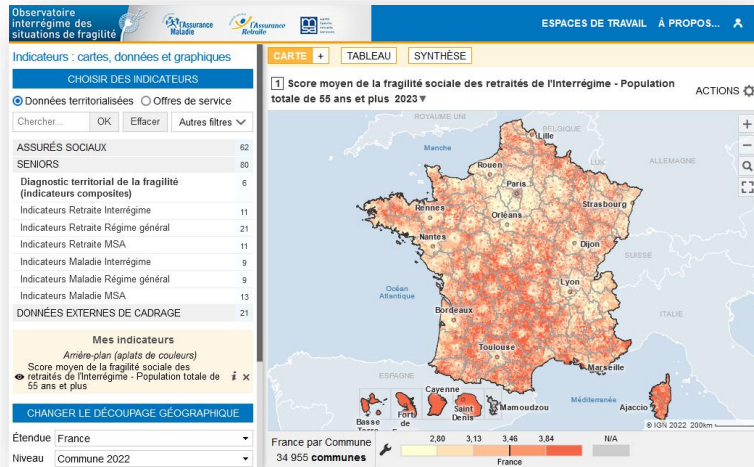 Observatoire
interrégime des
situations de fragilité
l'Assurance
Maladie
l'Assurance
Retraite
ESPACES DE TRAVAIL À PROPOS...
Indicateurs : cartes, données et graphiques
CHOISIR DES INDICATEURS
Données territorialisées Offres de service
Chercher... OK Effacer Autres filtres
ASSURÉS SOCIAUX 62
SENIORS 80
Diagnostic territorial de la fragilité
(indicateurs composites) 6
Indicateurs Retraite Interrégime 11
Indicateurs Retraite Régime général 21
Indicateurs Retraite MSA 11
Indicateurs Maladie Interrégime 9
Indicateurs Maladie Régime général 9
Indicateurs Maladie MSA 13
DONNÉES EXTERNES DE CADRAGE 21
Mes indicateurs
Arrière-plan (aplats de couleurs)
Score moyen de la fragilité sociale des
retraités de l'Interrégime - Population totale de
55 ans et plus
CHANGER LE DÉCOUPAGE GÉOGRAPHIQUE
Étendue France
Niveau Commune 2022
CARTE + TABLEAU SYNTHÈSE
1 Score moyen de la fragilité sociale des retraités de l'Interrégime - Population
totale de 55 ans et plus 2023
ACTIONS
ROYAUME UNI
BELGIQUE
Lille
Manche
LUX
ALLEMAGNE
Rouen
Paris
Strasbourg
Rennes
Orléans
Nantes
Dijon
SUISSE
Océan
Atlantique
Lyon
ITALIE
Bordeaux
Toulouse
Marseille
ESPAGNE
Cayenne
Méditerranée
Basse
Terre
Fort
de
Saint
Denis
Mamoudzou
Ajaccio
© IGN 2022 200km
France par Commune
34 955 communes
2,80 3,13 3,46 3,84 N/A
France